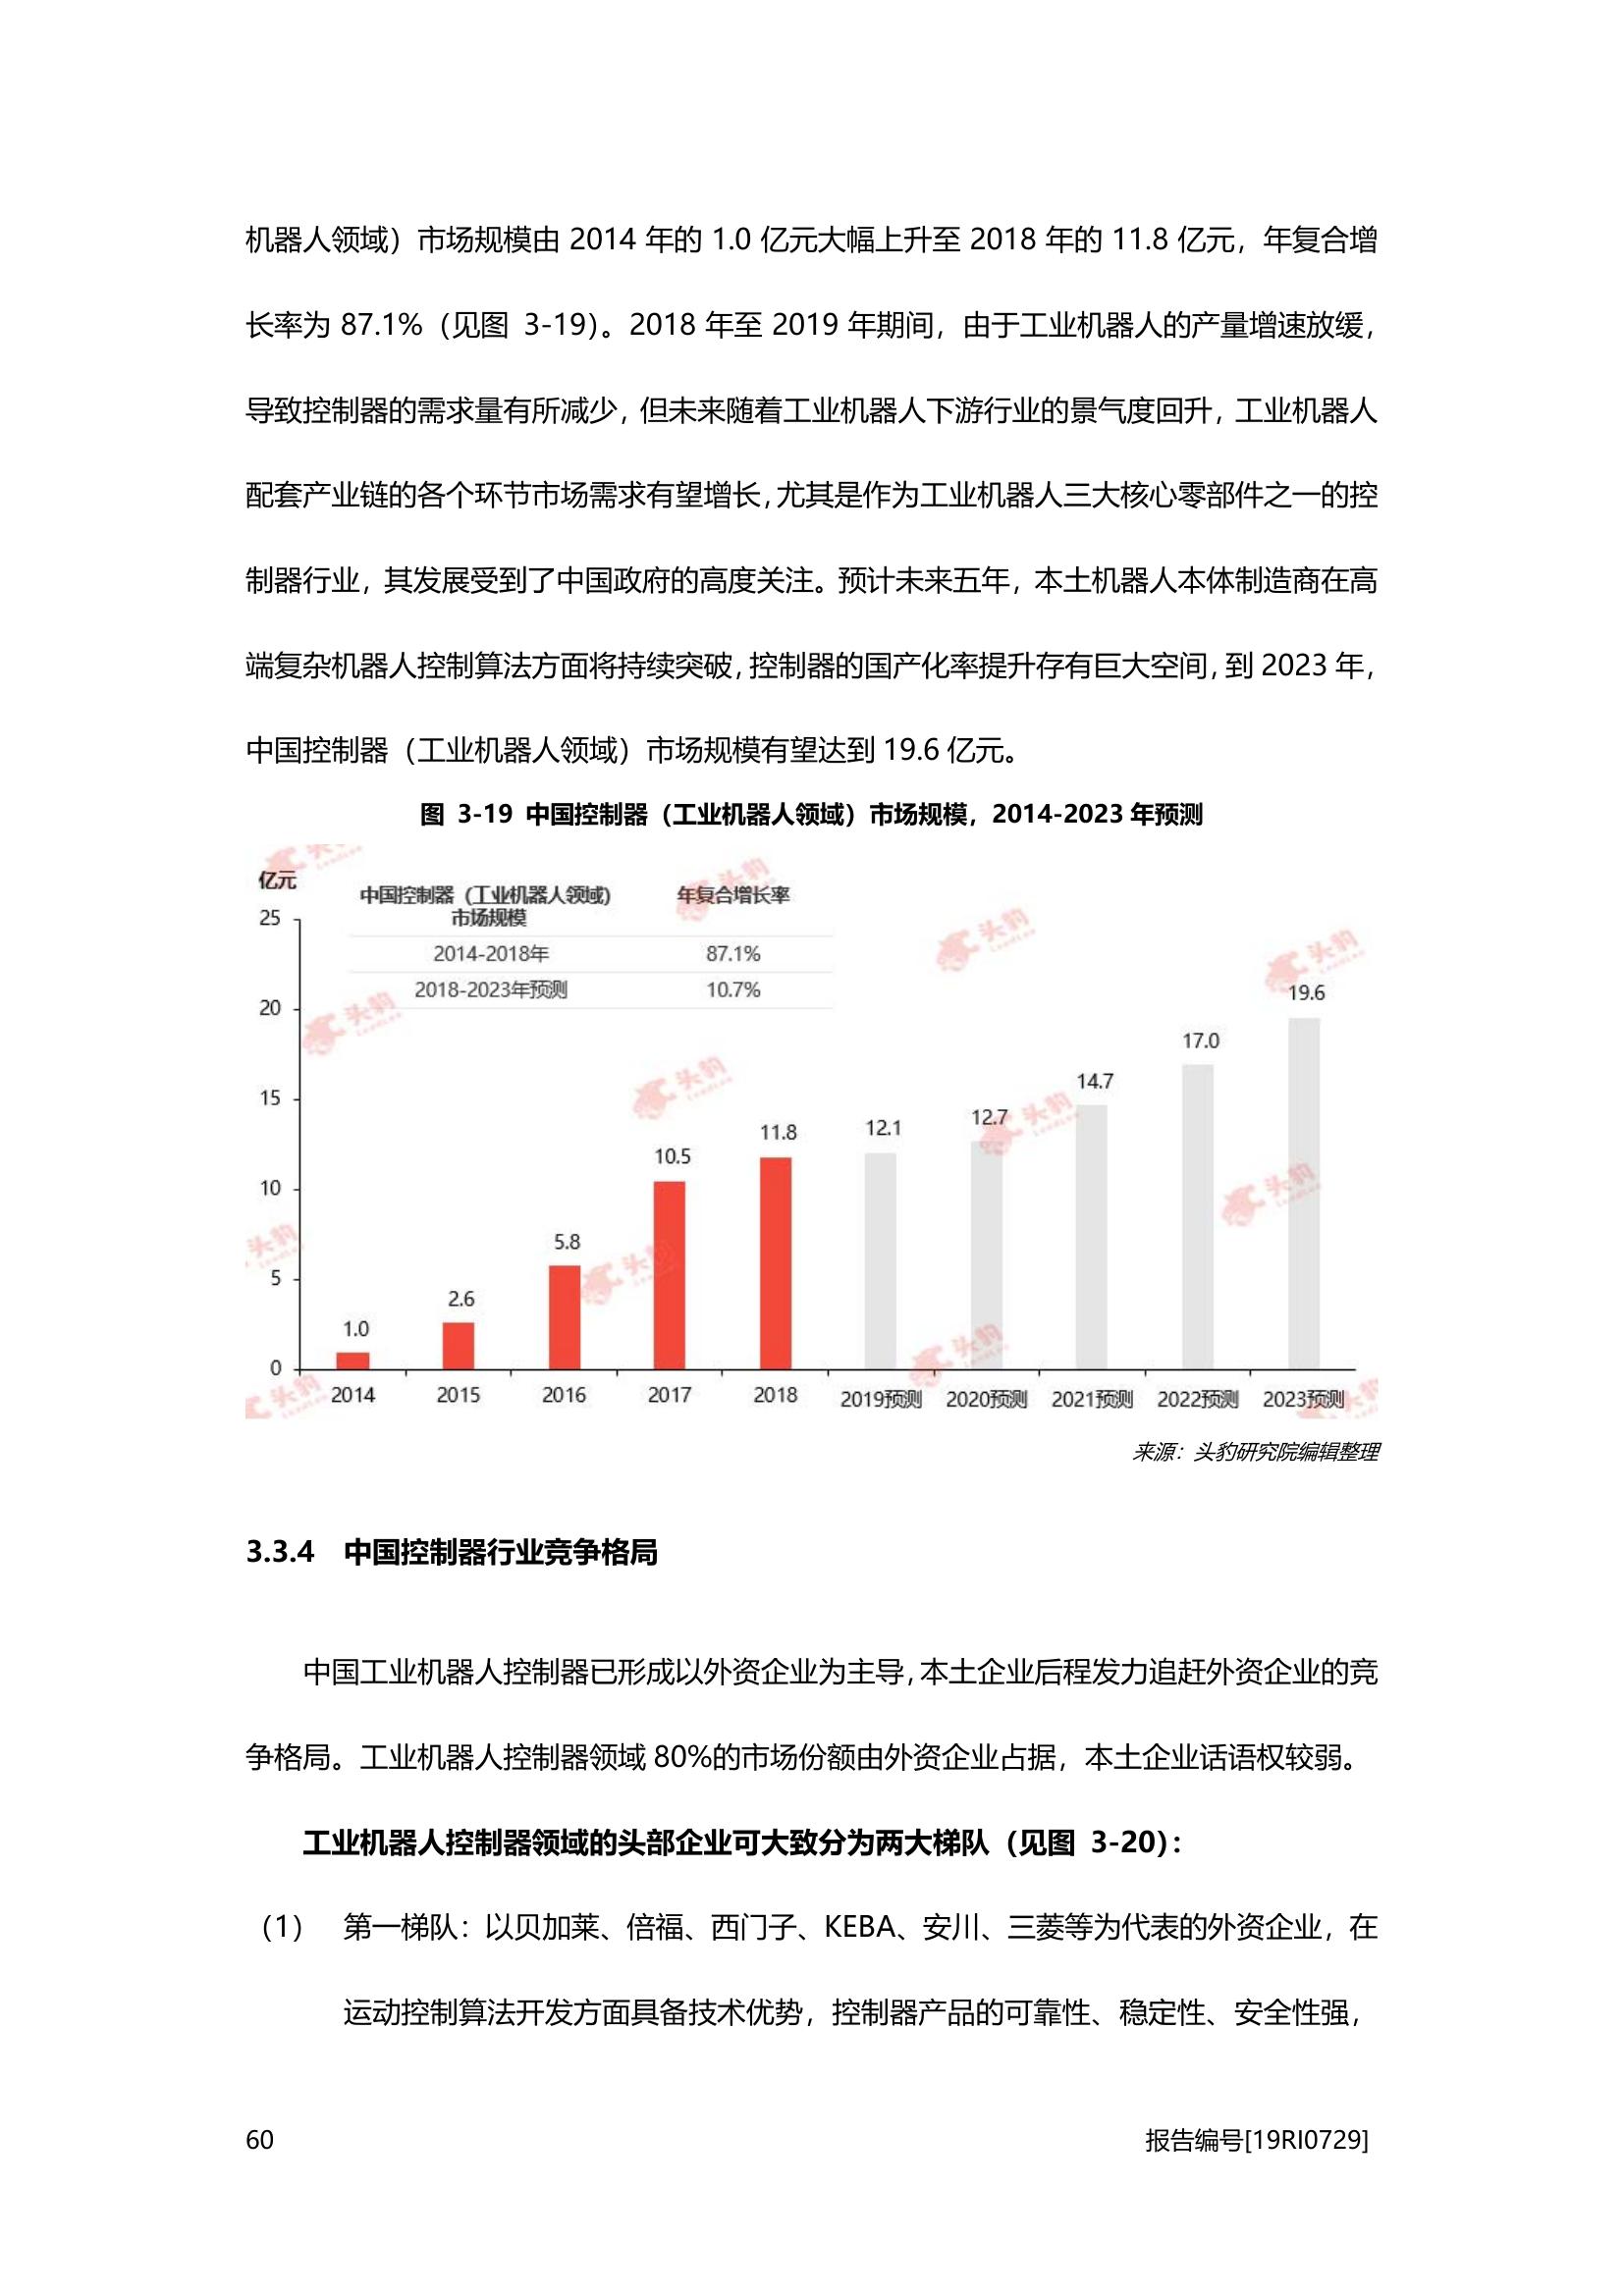 机器人领域）市场规模由 2014 年的 1.0 亿元大幅上升至 2018 年的 11.8 亿元，年复合增
长率为 87.1%（见图 3-19）。2018 年至 2019 年期间，由于工业机器人的产量增速放缓，
导致控制器的需求量有所减少，但未来随着工业机器人下游行业的景气度回升，工业机器人
配套产业链的各个环节市场需求有望增长，尤其是作为工业机器人三大核心零部件之一的控
制器行业，其发展受到了中国政府的高度关注。预计未来五年，本土机器人本体制造商在高
端复杂机器人控制算法方面将持续突破，控制器的国产化率提升存有巨大空间，到 2023 年，
中国控制器（工业机器人领域）市场规模有望达到 19.6 亿元。
图 3-19 中国控制器（工业机器人领域）市场规模，2014-2023 年预测
亿元
中国控制器（工业机器人领域) 年复合增长率
市场规模
2014-2018年 87.1%
2018-2023年预测 10.7%
25
20
15
10
5
0
1.0
2.6
5.8
10.5
11.8
12.1
12.7
14.7
17.0
19.6
2014 2015 2016 2017 2018 2019预测 2020预测 2021预测 2022预测 2023预测
头豹
LeadLeo
来源：头豹研究院编辑整理
3.3.4 中国控制器行业竞争格局
中国工业机器人控制器已形成以外资企业为主导，本土企业后程发力追赶外资企业的竞
争格局。工业机器人控制器领域 80%的市场份额由外资企业占据，本土企业话语权较弱。
工业机器人控制器领域的头部企业可大致分为两大梯队（见图 3-20）：
（1） 第一梯队：以贝加莱、倍福、西门子、KEBA、安川、三菱等为代表的外资企业，在
运动控制算法开发方面具备技术优势，控制器产品的可靠性、稳定性、安全性强，
60 报告编号[19RI0729]